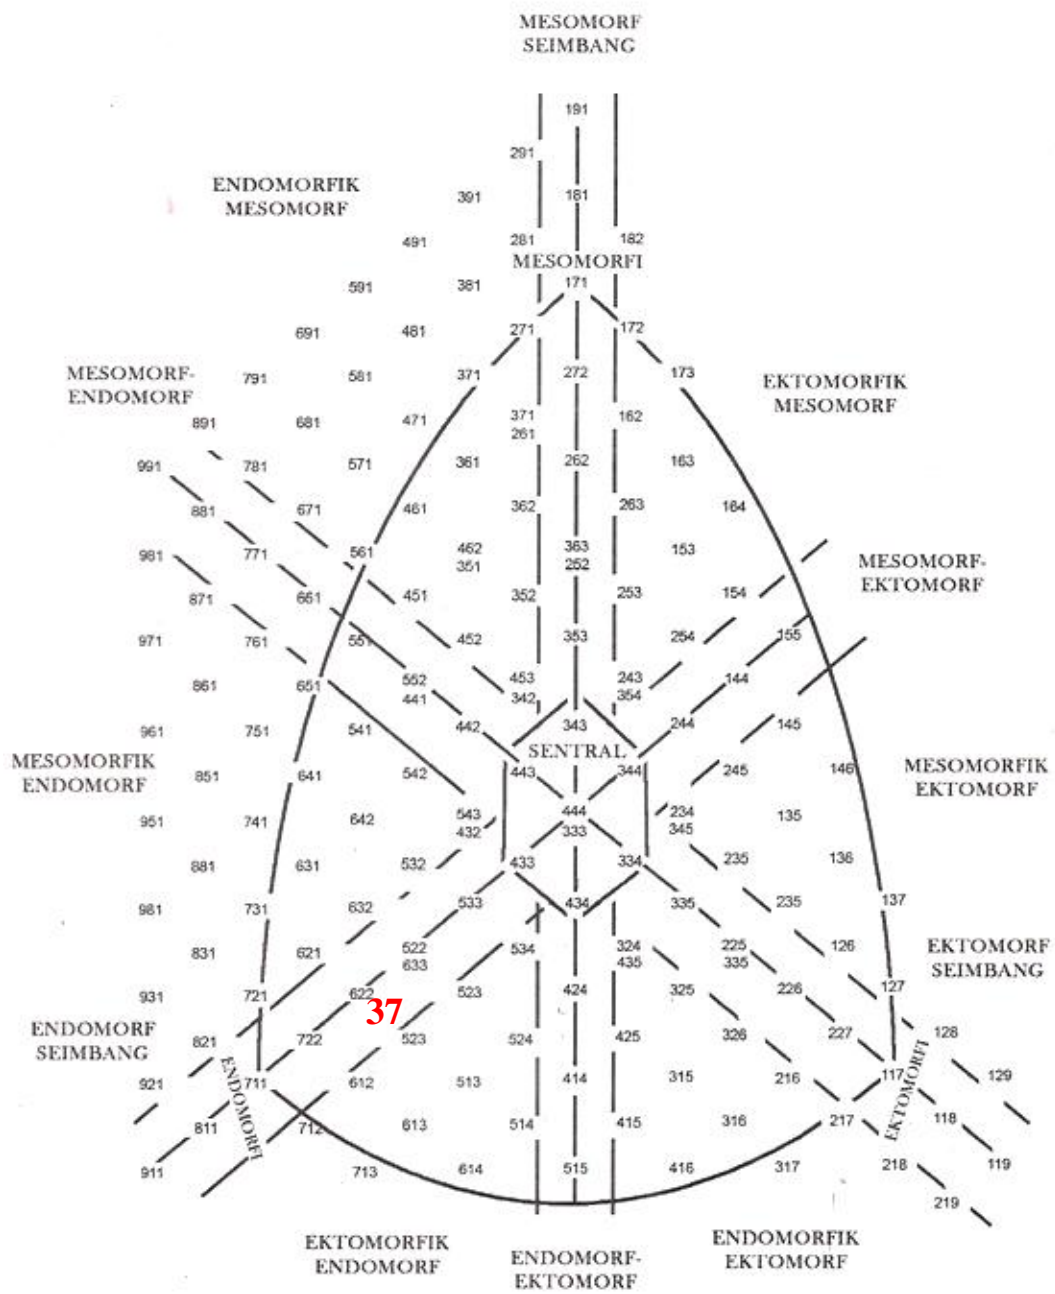 MESOMORF
SEIMBANG
191
291
ENDOMORFIK
MESOMORF
391 181
491 281 182
MESOMORFI
591 381 171
691 481 271 172
MESOMORF-
ENDOMORF
791 581 371 272 173
EKTOMORFIK
MESOMORF
891 681 471 371 162
261
991 781 571 361 262 163
881 671 461 362 263 164
981 771 561 462 363 153
351 252
MESOMORF-
EKTOMORF
871 661 451 352 253 154
971 761 551 452 353 254 155
861 651 552 453 243 144
441 342 354
961 751 541 442 343 244 145
MESOMORFIK
ENDOMORF
SENTRAL
MESOMORFIK
EKTOMORF
851 641 542 443 344 245 146
951 741 642 543 444 234 135
432 333 345
881 631 532 433 334 235 136
981 731 632 533 434 335 235 137
831 621 522 534 324 225 126
633 435 335
EKTOMORF
SEIMBANG
931 721 622 523 424 325 226 127
37
ENDOMORF
SEIMBANG
821 722 523 524 425 326 227 128
921 711 612 513 414 315 216 117 129
ENDOMORFI
EKTOMORFI
811 712 613 514 415 316 217 118
911 713 614 515 416 317 218 119
219
EKTOMORFIK
ENDOMORF
ENDOMORF-
EKTOMORF
ENDOMORFIK
EKTOMORF